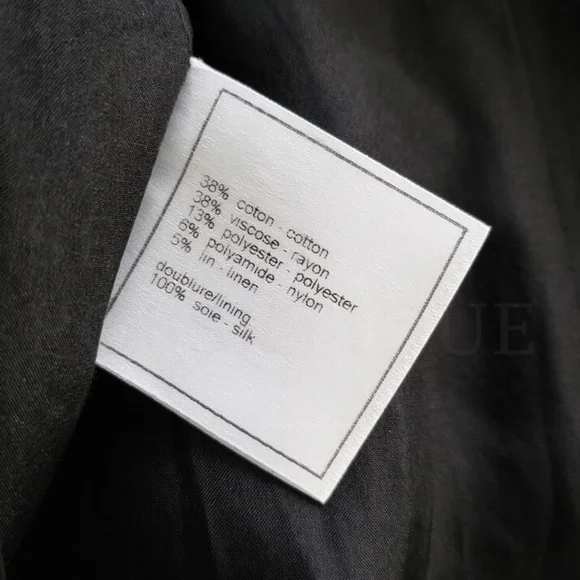 38% coton - cotton
38% viscose - rayon
13% polyester - polyester
6% polyamide - nylon
5% lin - linen
doublure/lining
100% soie - silk